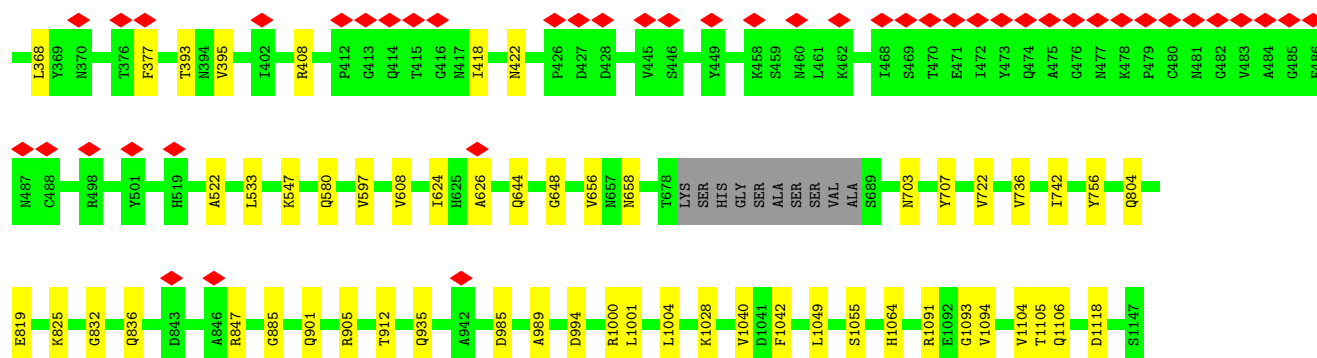 L368 Y369 N370 T376 F377 T393 N394 V395 I402 R408 P412 G413 Q414 T415 G416 N417 I418 N422 P426 D427 D428 V445 S446 Y449 K458 S459 N460 L461 K462 I468 S469 T470 E471 I472 Y473 Q474 A475 G476 N477 K478 P479 C480 N481 G482 V483 A484 G485 F486
N487 C488 R498 Y501 H519 A522 L533 K547 Q580 V597 V608 I624 H625 A626 Q644 G648 V656 N657 N658 T678 LYS SER HIS GLY SER ALA SER SER VAL ALA S689 N703 Y707 V722 V736 I742 Y756 Q804
E819 K825 G832 Q836 D843 A846 R847 G885 Q901 R905 T912 Q935 A942 D985 A989 D994 R1000 L1001 L1004 K1028 V1040 D1041 F1042 L1049 S1055 H1064 R1091 E1092 G1093 V1094 V1104 T1105 Q1106 D1118 S1147